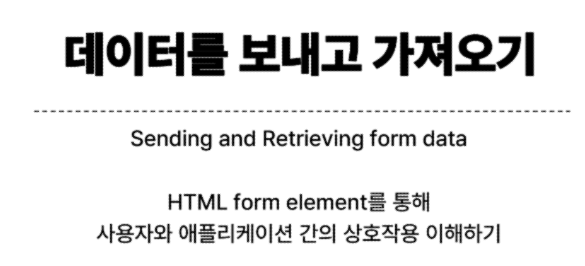 데이터를 보내고 가져오기
Sending and Retrieving form data
HTML form element를 통해
사용자와 애플리케이션 간의 상호작용 이해하기